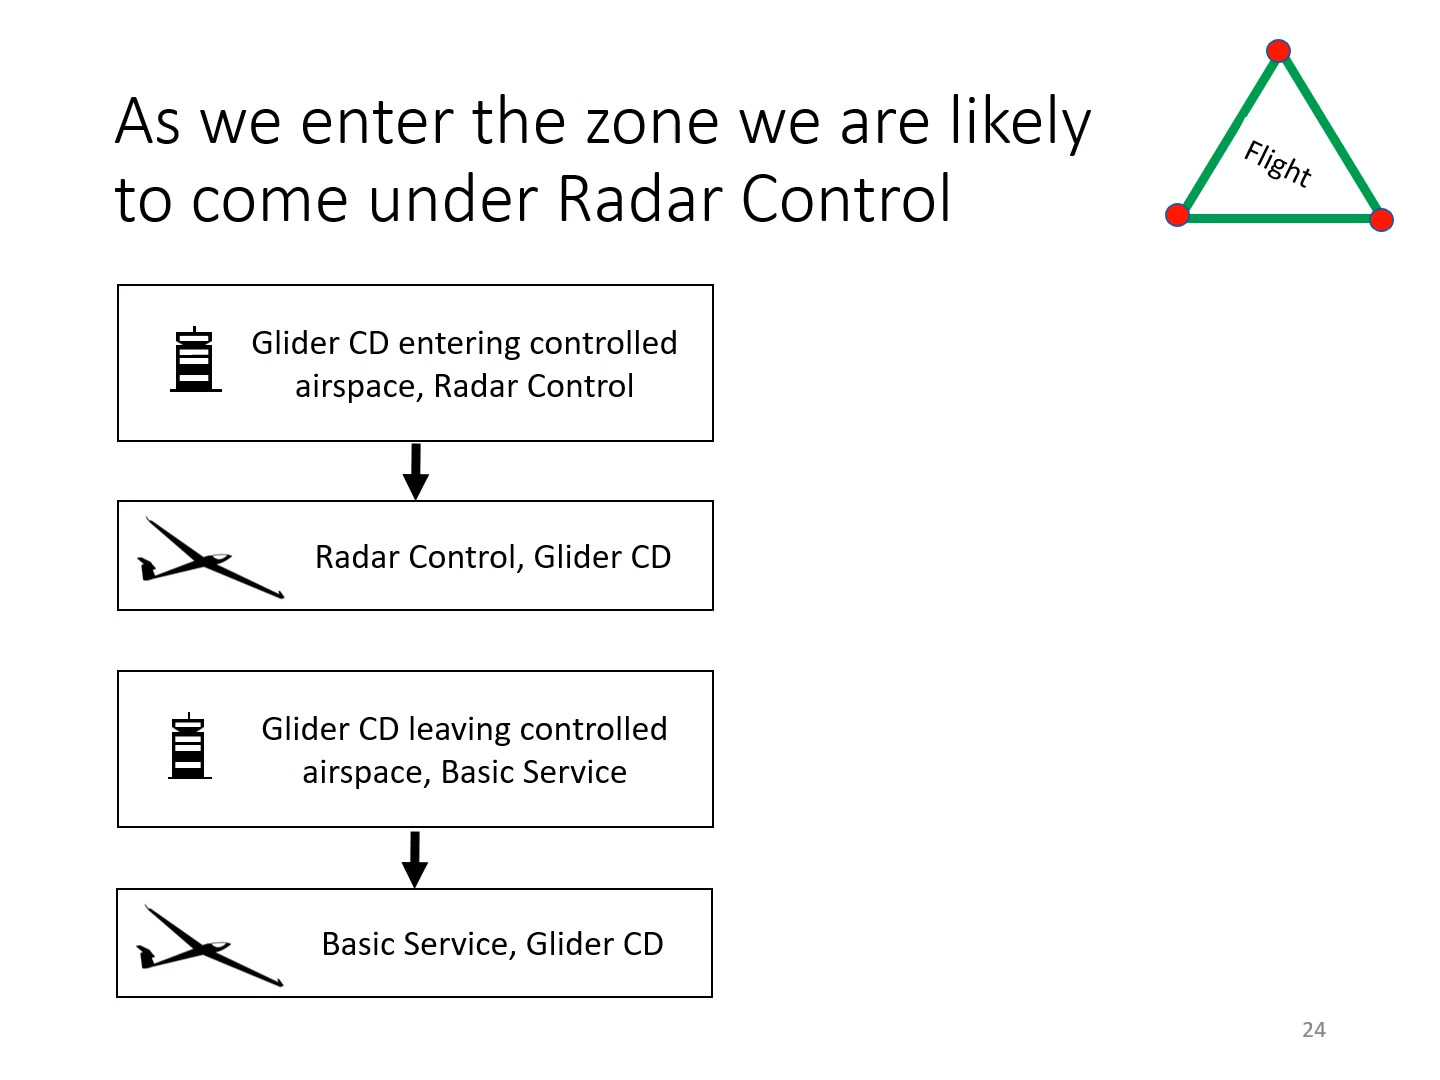 As we enter the zone we are likely
to come under Radar Control
Flight
Glider CD entering controlled
airspace, Radar Control
Radar Control, Glider CD
Glider CD leaving controlled
airspace, Basic Service
Basic Service, Glider CD
24